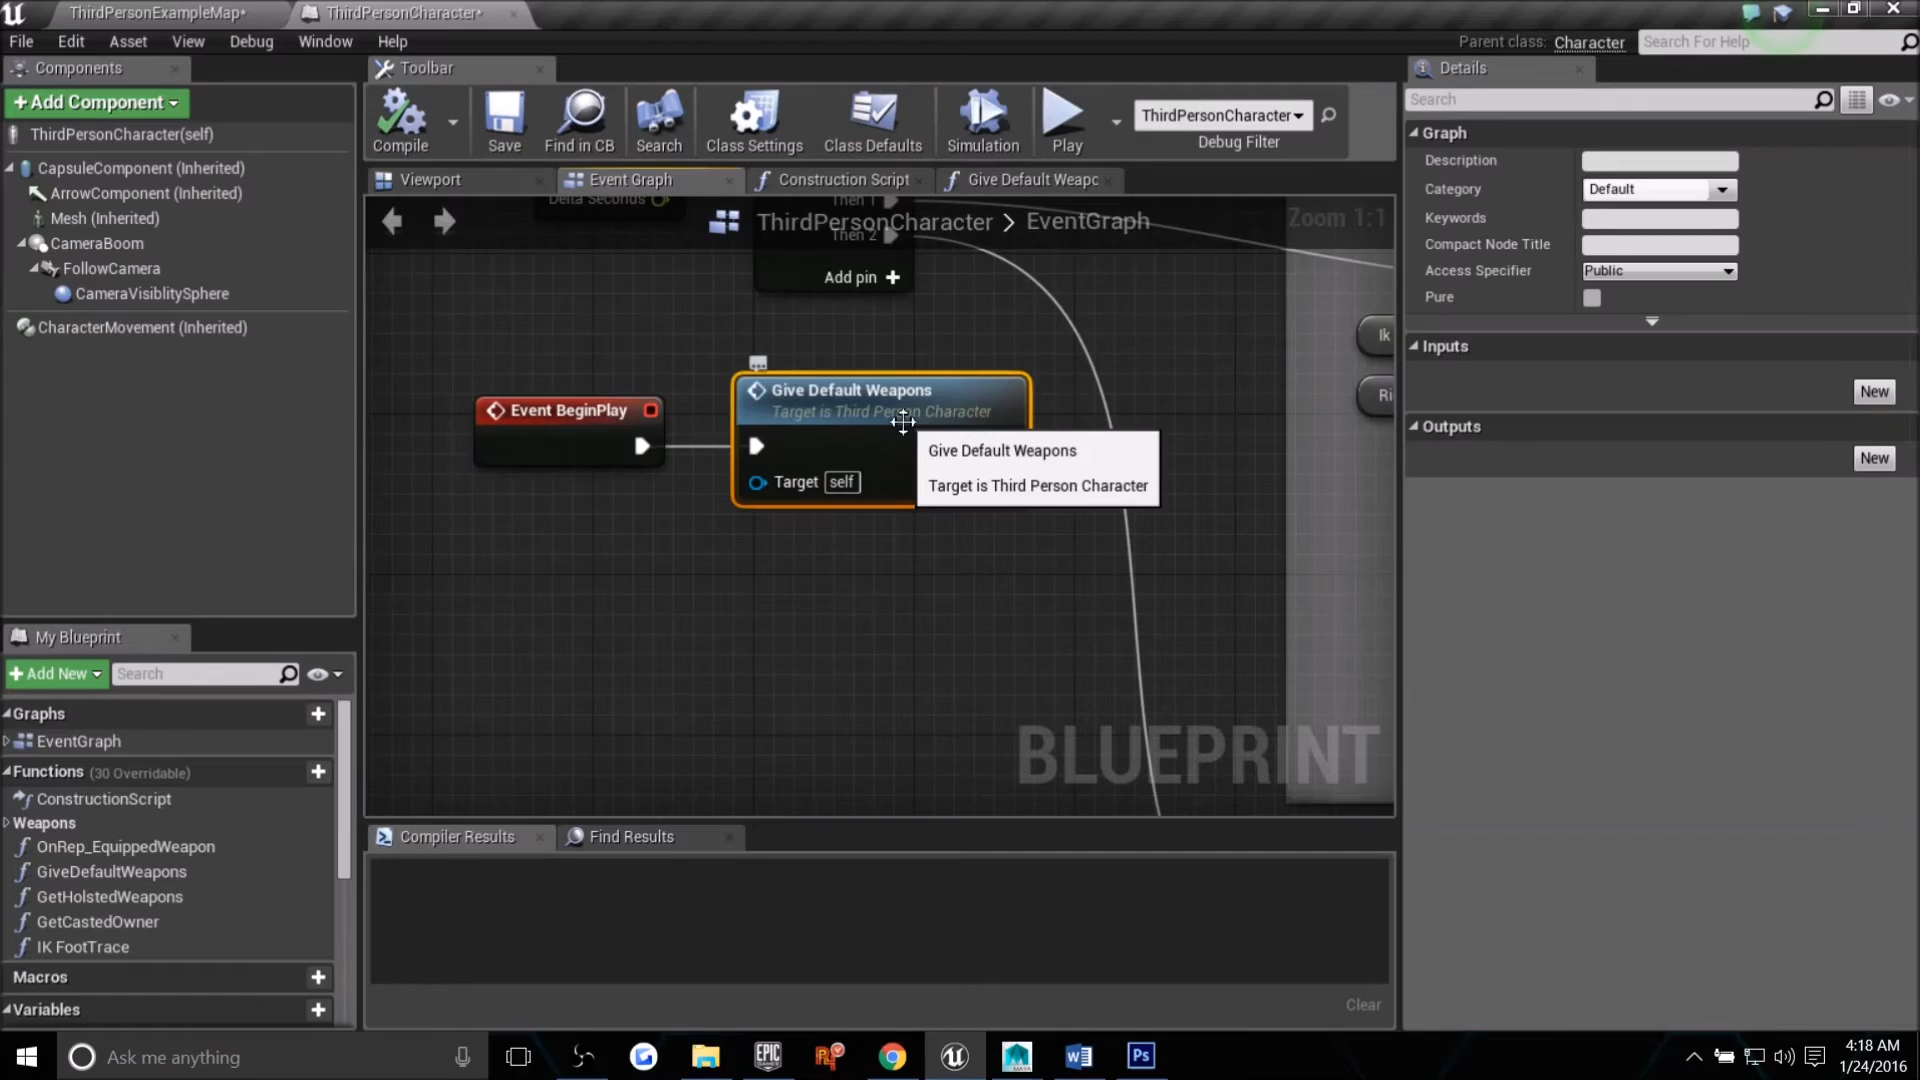 ThirdPersonExampleMap*
ThirdPersonCharacter*
File Edit Asset View Debug Window Help
Parent class: Character Search For Help
Components
Toolbar
Details
+Add Component
ThirdPersonCharacter(self)
CapsuleComponent (Inherited)
ArrowComponent (Inherited)
Mesh (Inherited)
CameraBoom
FollowCamera
CameraVisiblitySphere
CharacterMovement (Inherited)
Compile Save Find in CB Search Class Settings Class Defaults Simulation Play
ThirdPersonCharacter
Debug Filter
Viewport Event Graph Construction Script Give Default Weapc
Delta Seconds
Then 1
Then 2
ThirdPersonCharacter > EventGraph
Zoom 1:1
Add pin +
Event BeginPlay
Give Default Weapons
Target is Third Person Character
Target self
Give Default Weapons
Target is Third Person Character
Ik
Ri
BLUEPRINT
Search
Graph
Description
Category Default
Keywords
Compact Node Title
Access Specifier Public
Pure
Inputs
New
Outputs
New
My Blueprint
+Add New Search
Graphs
EventGraph
Functions (30 Overridable)
ConstructionScript
Weapons
OnRep_EquippedWeapon
GiveDefaultWeapons
GetHolstedWeapons
GetCastedOwner
IK FootTrace
Macros
Variables
Compiler Results Find Results
Clear
Ask me anything
EPIC GAMES
Ps
4:18 AM
1/24/2016